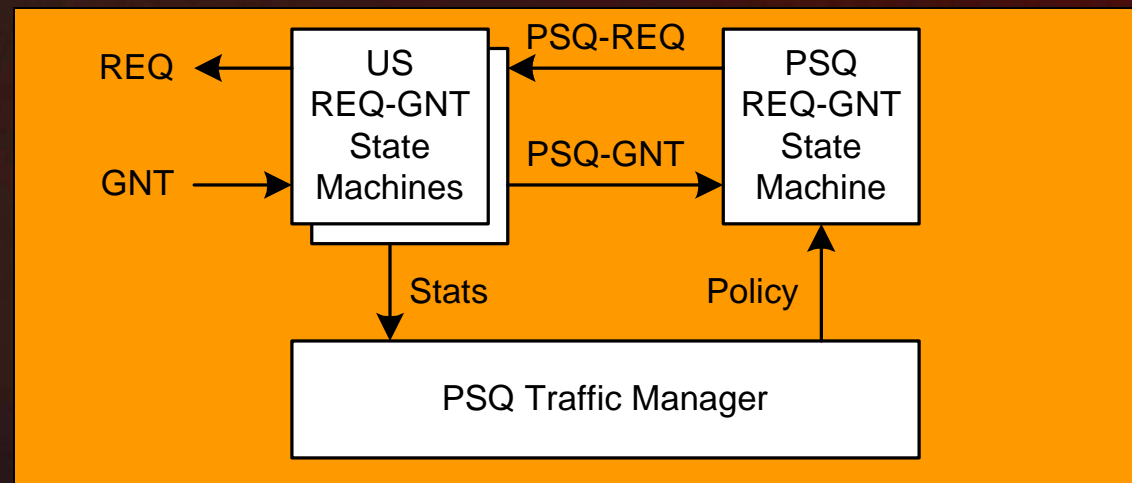 REQ
GNT
US
REQ-GNT
State
Machines
PSQ-REQ
PSQ-GNT
PSQ
REQ-GNT
State
Machine
Stats
Policy
PSQ Traffic Manager